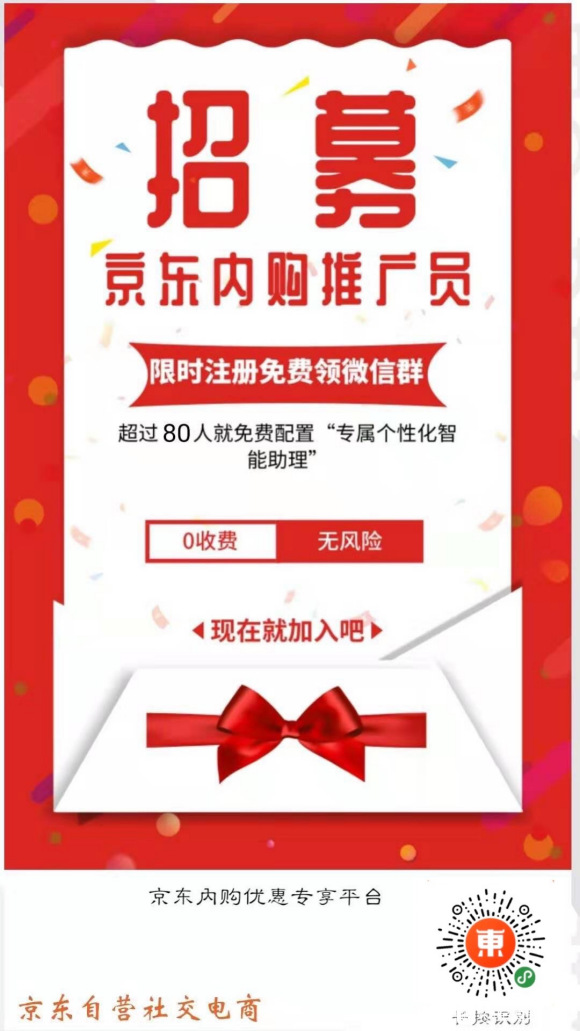 招募
京东内购推广员
限时注册免费领微信群
超过80人就免费配置“专属个性化智
能助理”
0收费 无风险
现在就加入吧
京东内购优惠专享平台
東
京东自营社交电商
长按识别